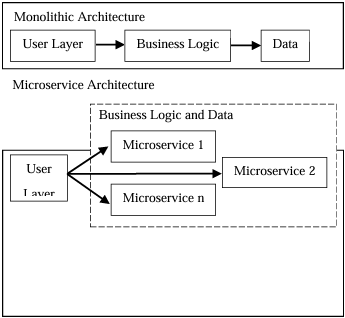 Monolithic Architecture
User Layer
Business Logic
Data
Microservice Architecture
Business Logic and Data
Microservice 1
User
Layer
Microservice 2
Microservice n